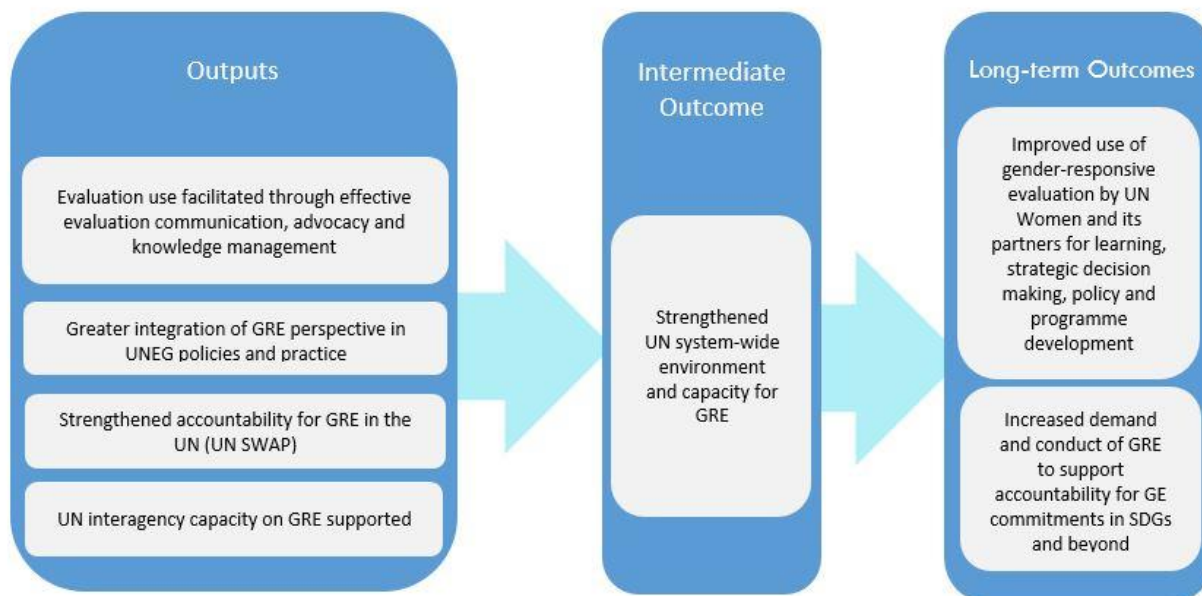 Outputs
Evaluation use facilitated through effective
evaluation communication, advocacy and
knowledge management
Greater integration of GRE perspective in
UNEG policies and practice
Strengthened accountability for GRE in the
UN (UN SWAP)
UN interagency capacity on GRE supported
Intermediate
Outcome
Strengthened
UN system-wide
environment
and capacity for
GRE
Long-term Outcomes
Improved use of
gender-responsive
evaluation by UN
Women and its
partners for learning,
strategic decision
making, policy and
programme
development
Increased demand
and conduct of GRE
to support
accountability for GE
commitments in SDGs
and beyond